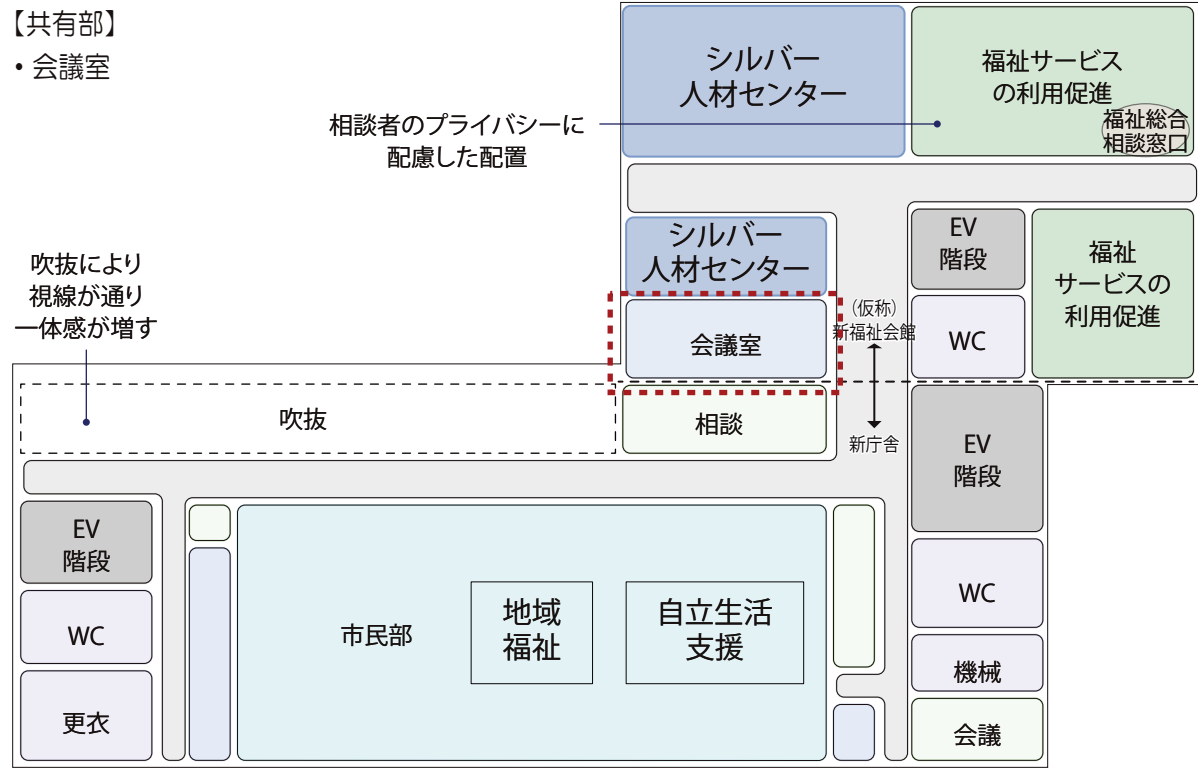 【共有部】
・会議室
シルバー
人材センター
福祉サービス
の利用促進
福祉総合
相談窓口
相談者のプライバシーに
配慮した配置
シルバー
人材センター
EV
階段
福祉
サービスの
利用促進
吹抜により
視線が通り
一体感が増す
会議室
（仮称）
新福祉会館
WC
吹抜
相談
新庁舎
EV
階段
EV
階段
WC
更衣
市民部
地域
福祉
自立生活
支援
WC
機械
会議